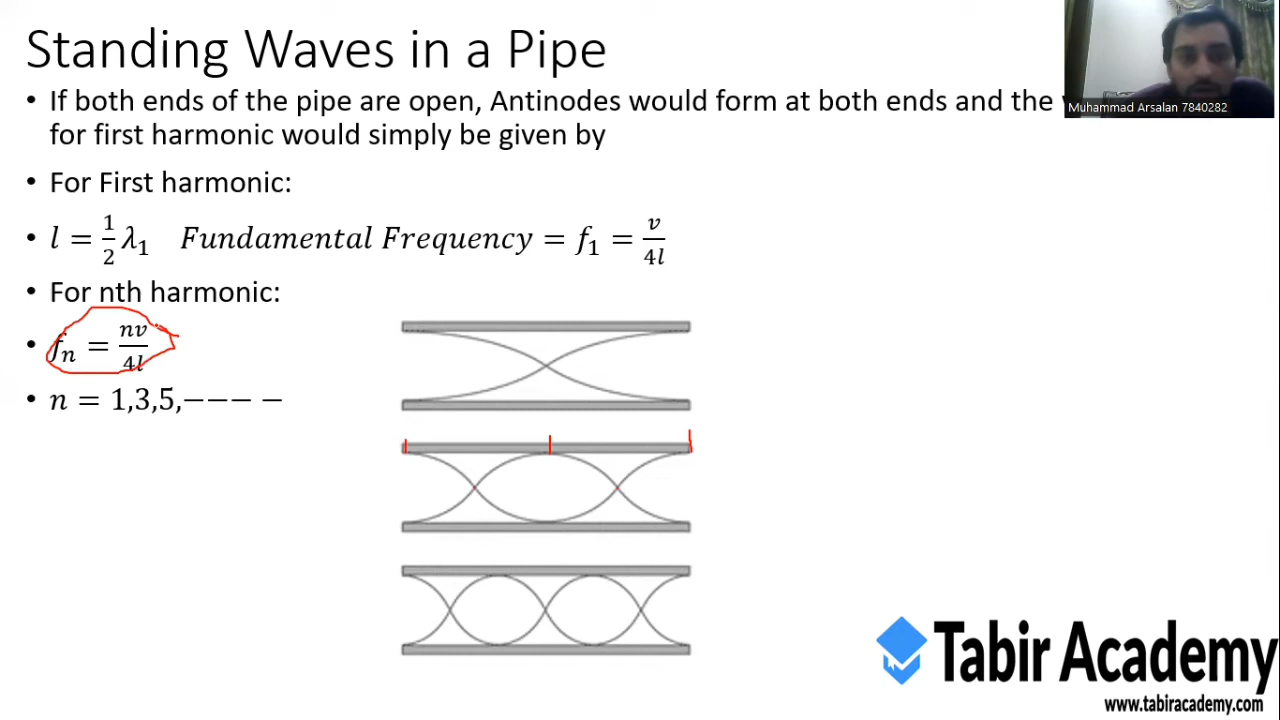 Standing Waves in a Pipe
• If both ends of the pipe are open, Antinodes would form at both ends and the
for first harmonic would simply be given by
• For First harmonic:
• l = 1/2 λ₁ Fundamental Frequency = f₁ = v/4l
• For nth harmonic:
• fₙ = nv/4l
• n = 1,3,5,−−−− −
Muhammad Arsalan 7840282
Tabir Academy
www.tabiracademy.com